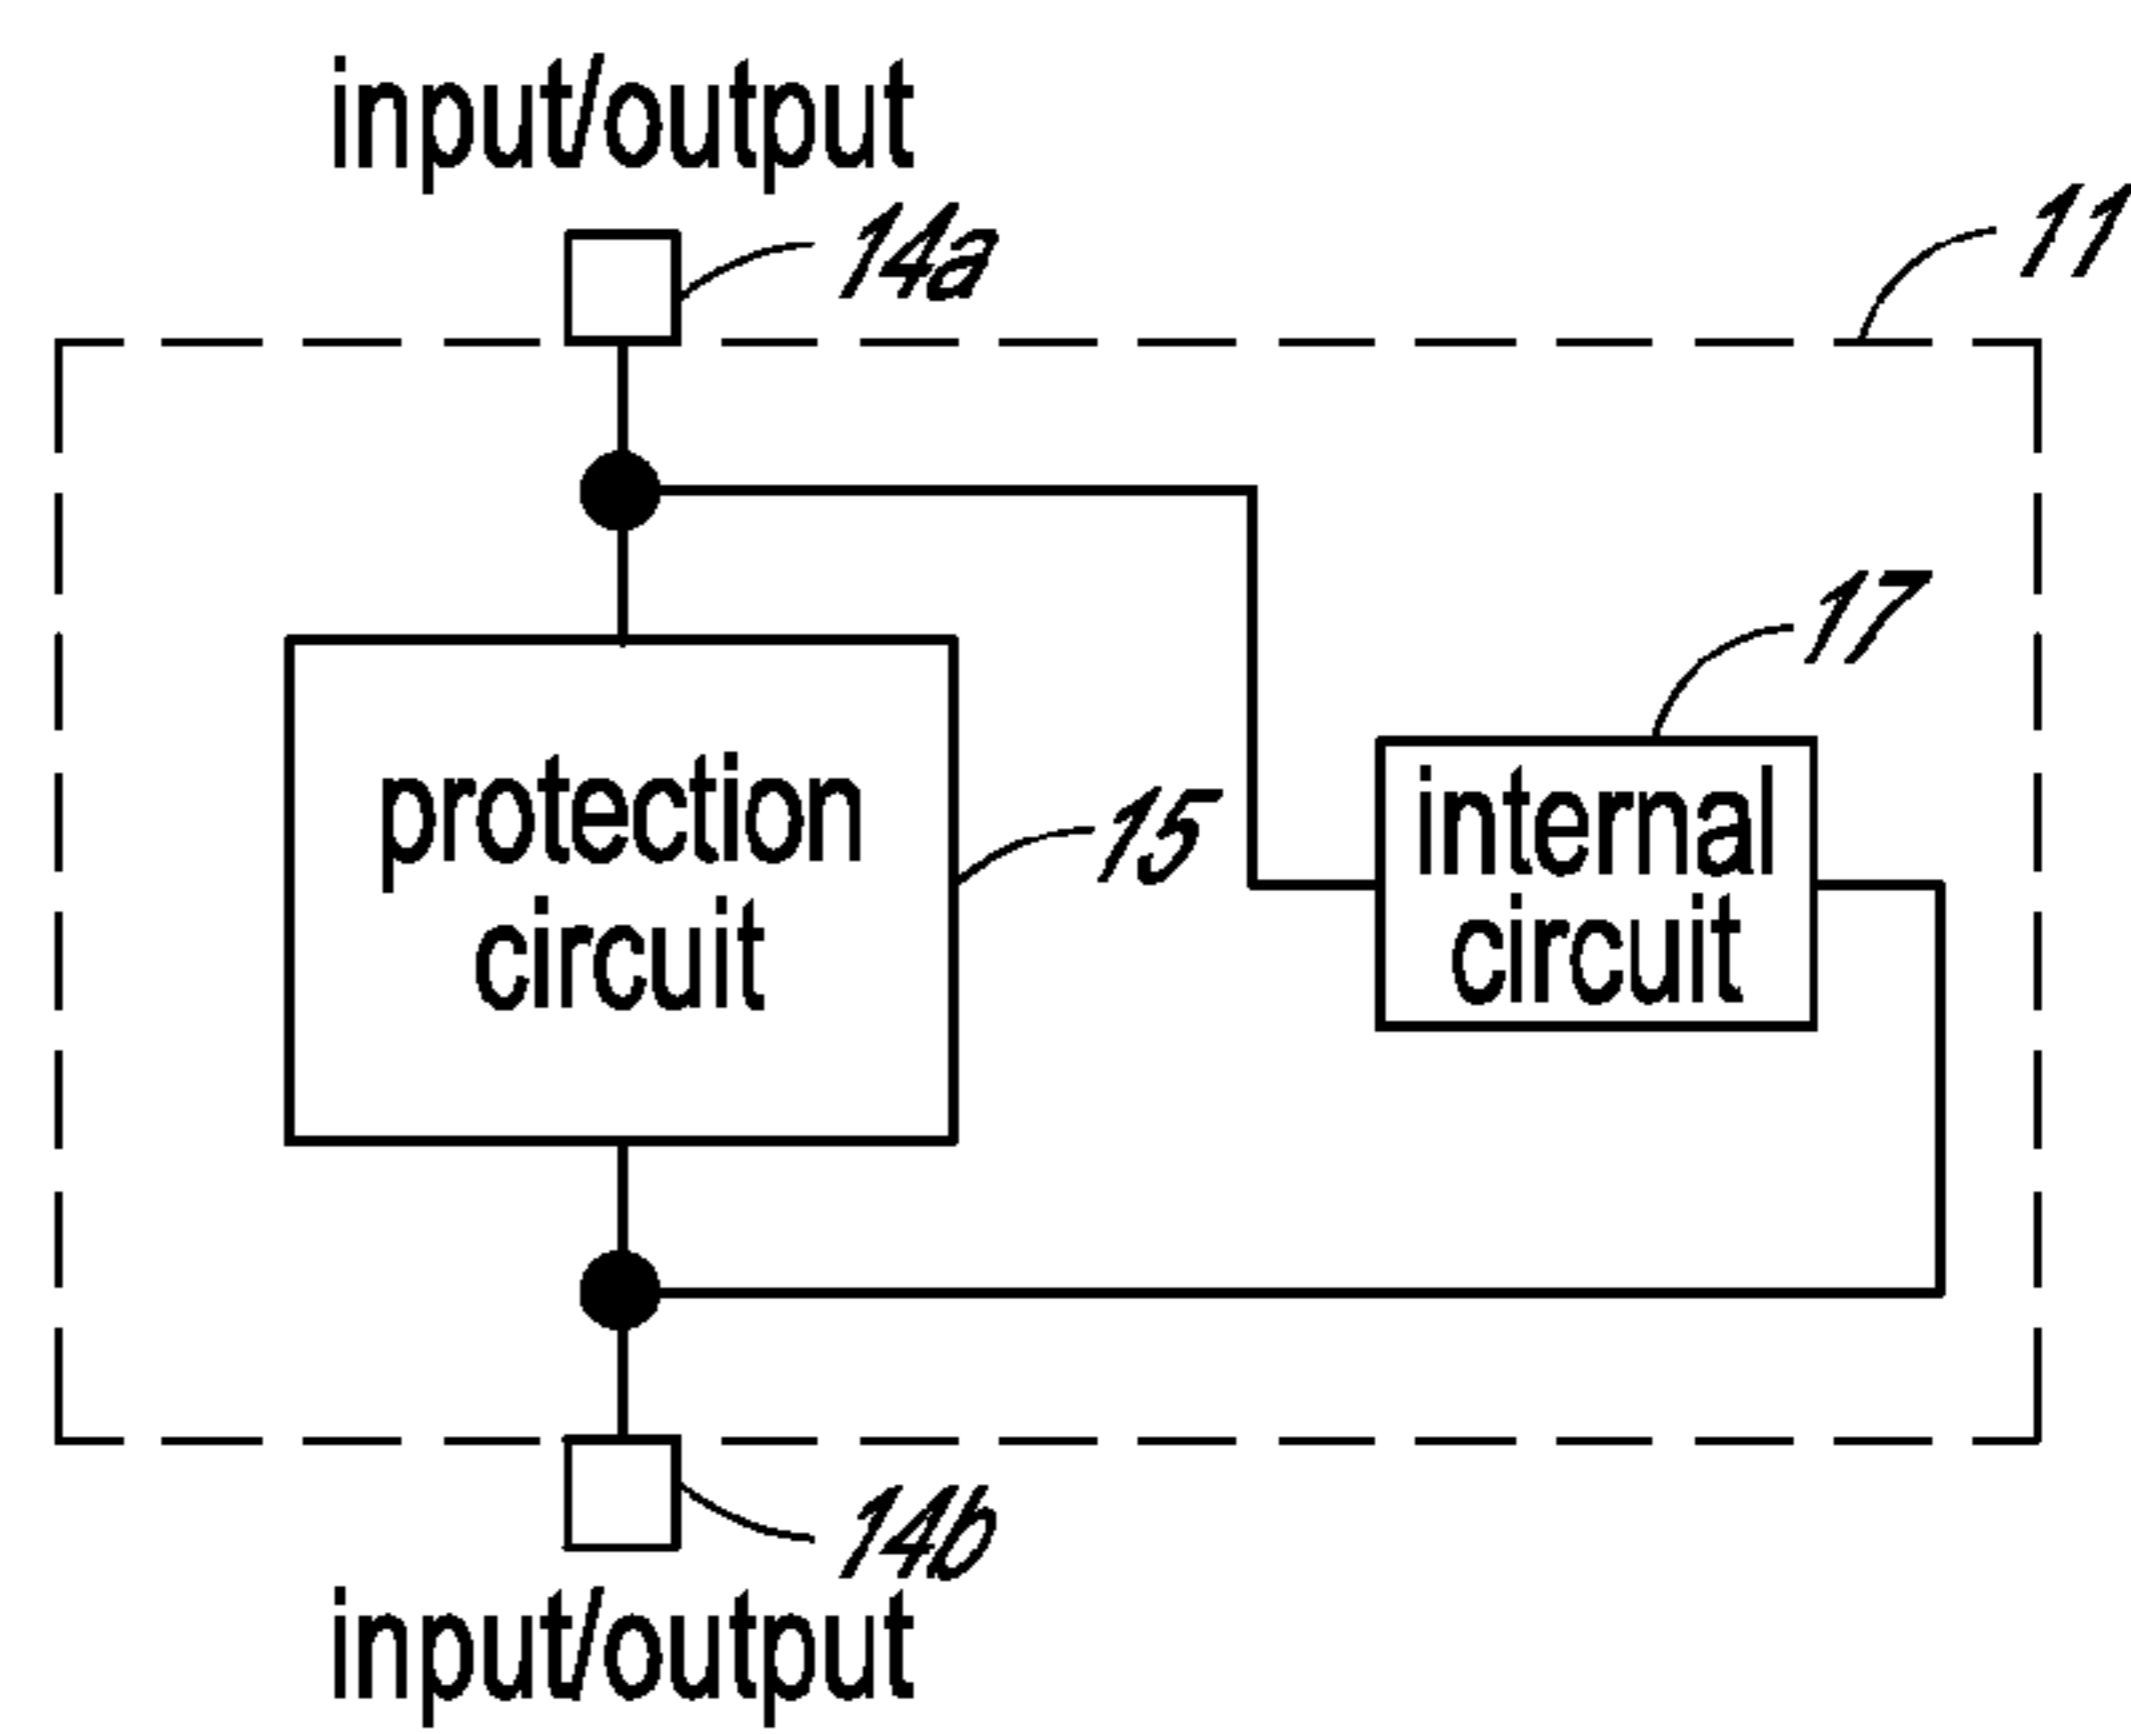 input/output
14a
11
17
protection
circuit
15
internal
circuit
14b
input/output